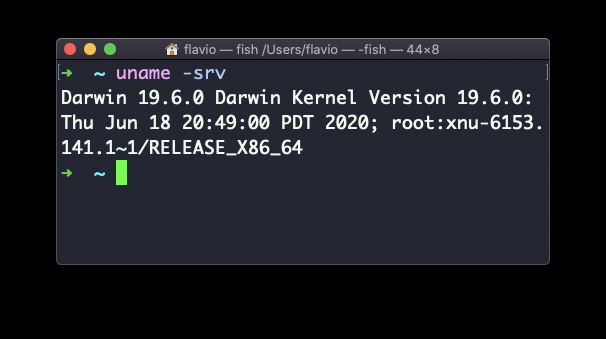 flavio — fish /Users/flavio — -fish — 44×8
➜  ~ uname -srv
Darwin 19.6.0 Darwin Kernel Version 19.6.0:
Thu Jun 18 20:49:00 PDT 2020; root:xnu-6153.
141.1~1/RELEASE_X86_64
➜  ~